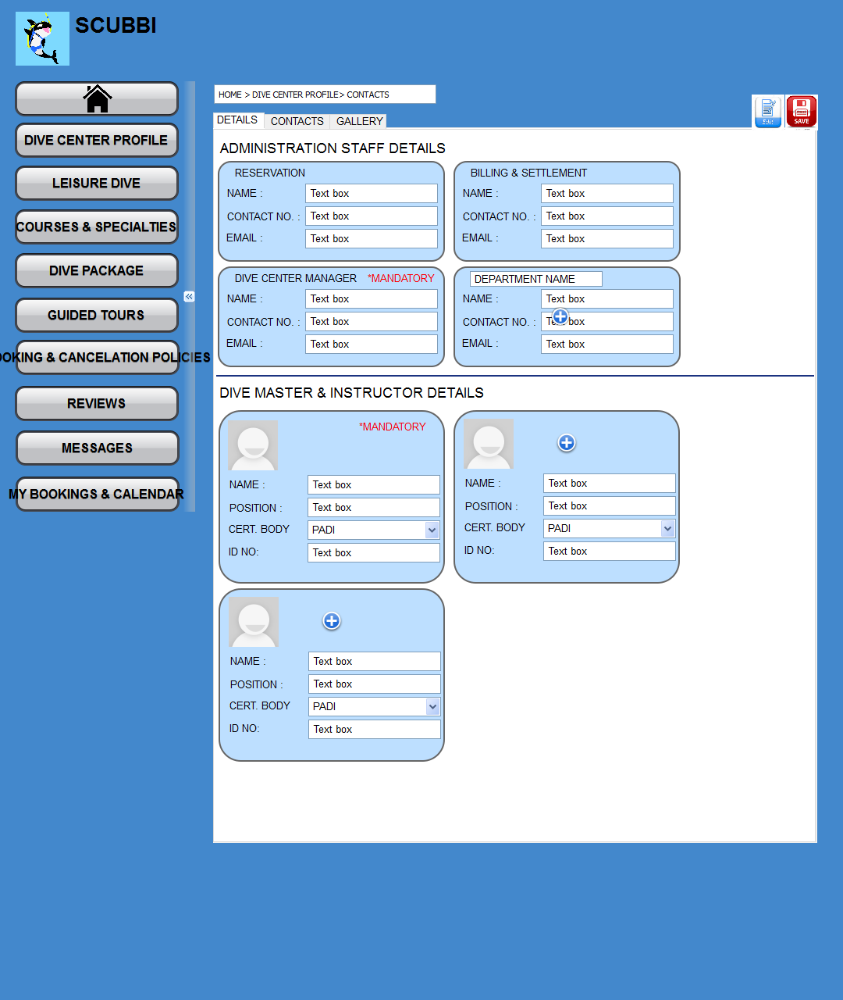 SCUBBI
HOME > DIVE CENTER PROFILE> CONTACTS
Edit
SAVE
DIVE CENTER PROFILE
LEISURE DIVE
COURSES & SPECIALTIES
DIVE PACKAGE
GUIDED TOURS
OOKING & CANCELATION POLICIES
REVIEWS
MESSAGES
MY BOOKINGS & CALENDAR
DETAILS CONTACTS GALLERY
ADMINISTRATION STAFF DETAILS
RESERVATION
NAME : Text box
CONTACT NO. : Text box
EMAIL : Text box
BILLING & SETTLEMENT
NAME : Text box
CONTACT NO. : Text box
EMAIL : Text box
DIVE CENTER MANAGER *MANDATORY
NAME : Text box
CONTACT NO. : Text box
EMAIL : Text box
DEPARTMENT NAME
NAME : Text box
CONTACT NO. : Text box
EMAIL : Text box
DIVE MASTER & INSTRUCTOR DETAILS
*MANDATORY
NAME : Text box
POSITION : Text box
CERT. BODY PADI
ID NO: Text box
NAME : Text box
POSITION : Text box
CERT. BODY PADI
ID NO: Text box
NAME : Text box
POSITION : Text box
CERT. BODY PADI
ID NO: Text box